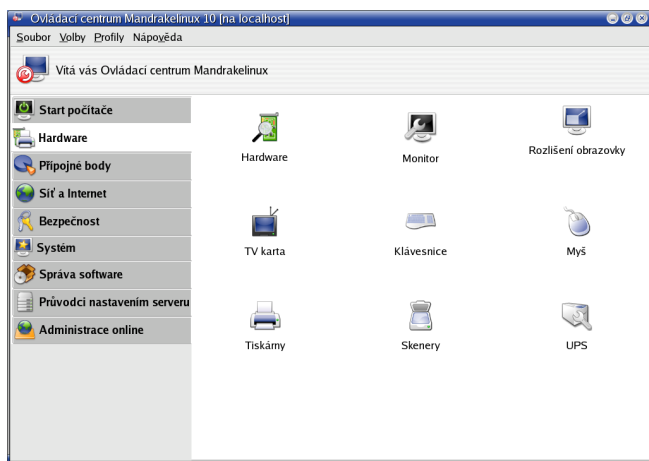 Ovládací centrum Mandrakelinux 10 [na localhost]
Soubor Volby Profily Nápověda
Vítá vás Ovládací centrum Mandrakelinux
Start počítače
Hardware
Přípojné body
Síť a Internet
Bezpečnost
Systém
Správa software
Průvodci nastavením serveru
Administrace online
Hardware
Monitor
Rozlišení obrazovky
TV karta
Klávesnice
Myš
Tiskárny
Skenery
UPS